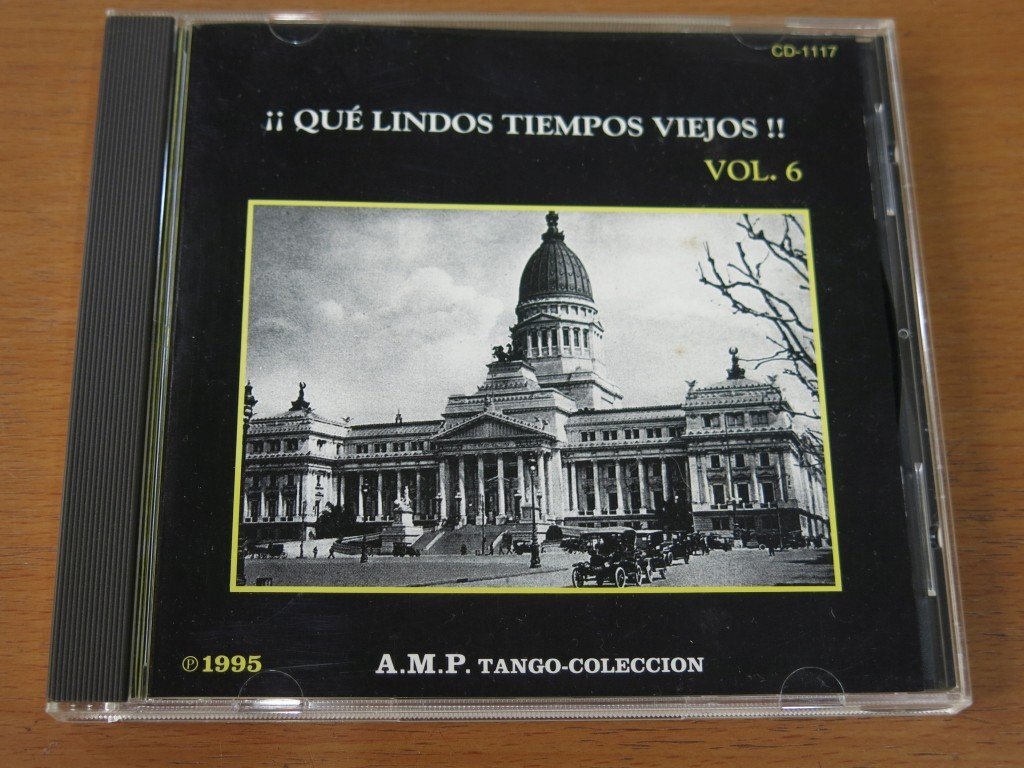 CD-1117
¡¡ QUÉ LINDOS TIEMPOS VIEJOS !!
VOL. 6
℗ 1995
A.M.P. TANGO-COLECCION